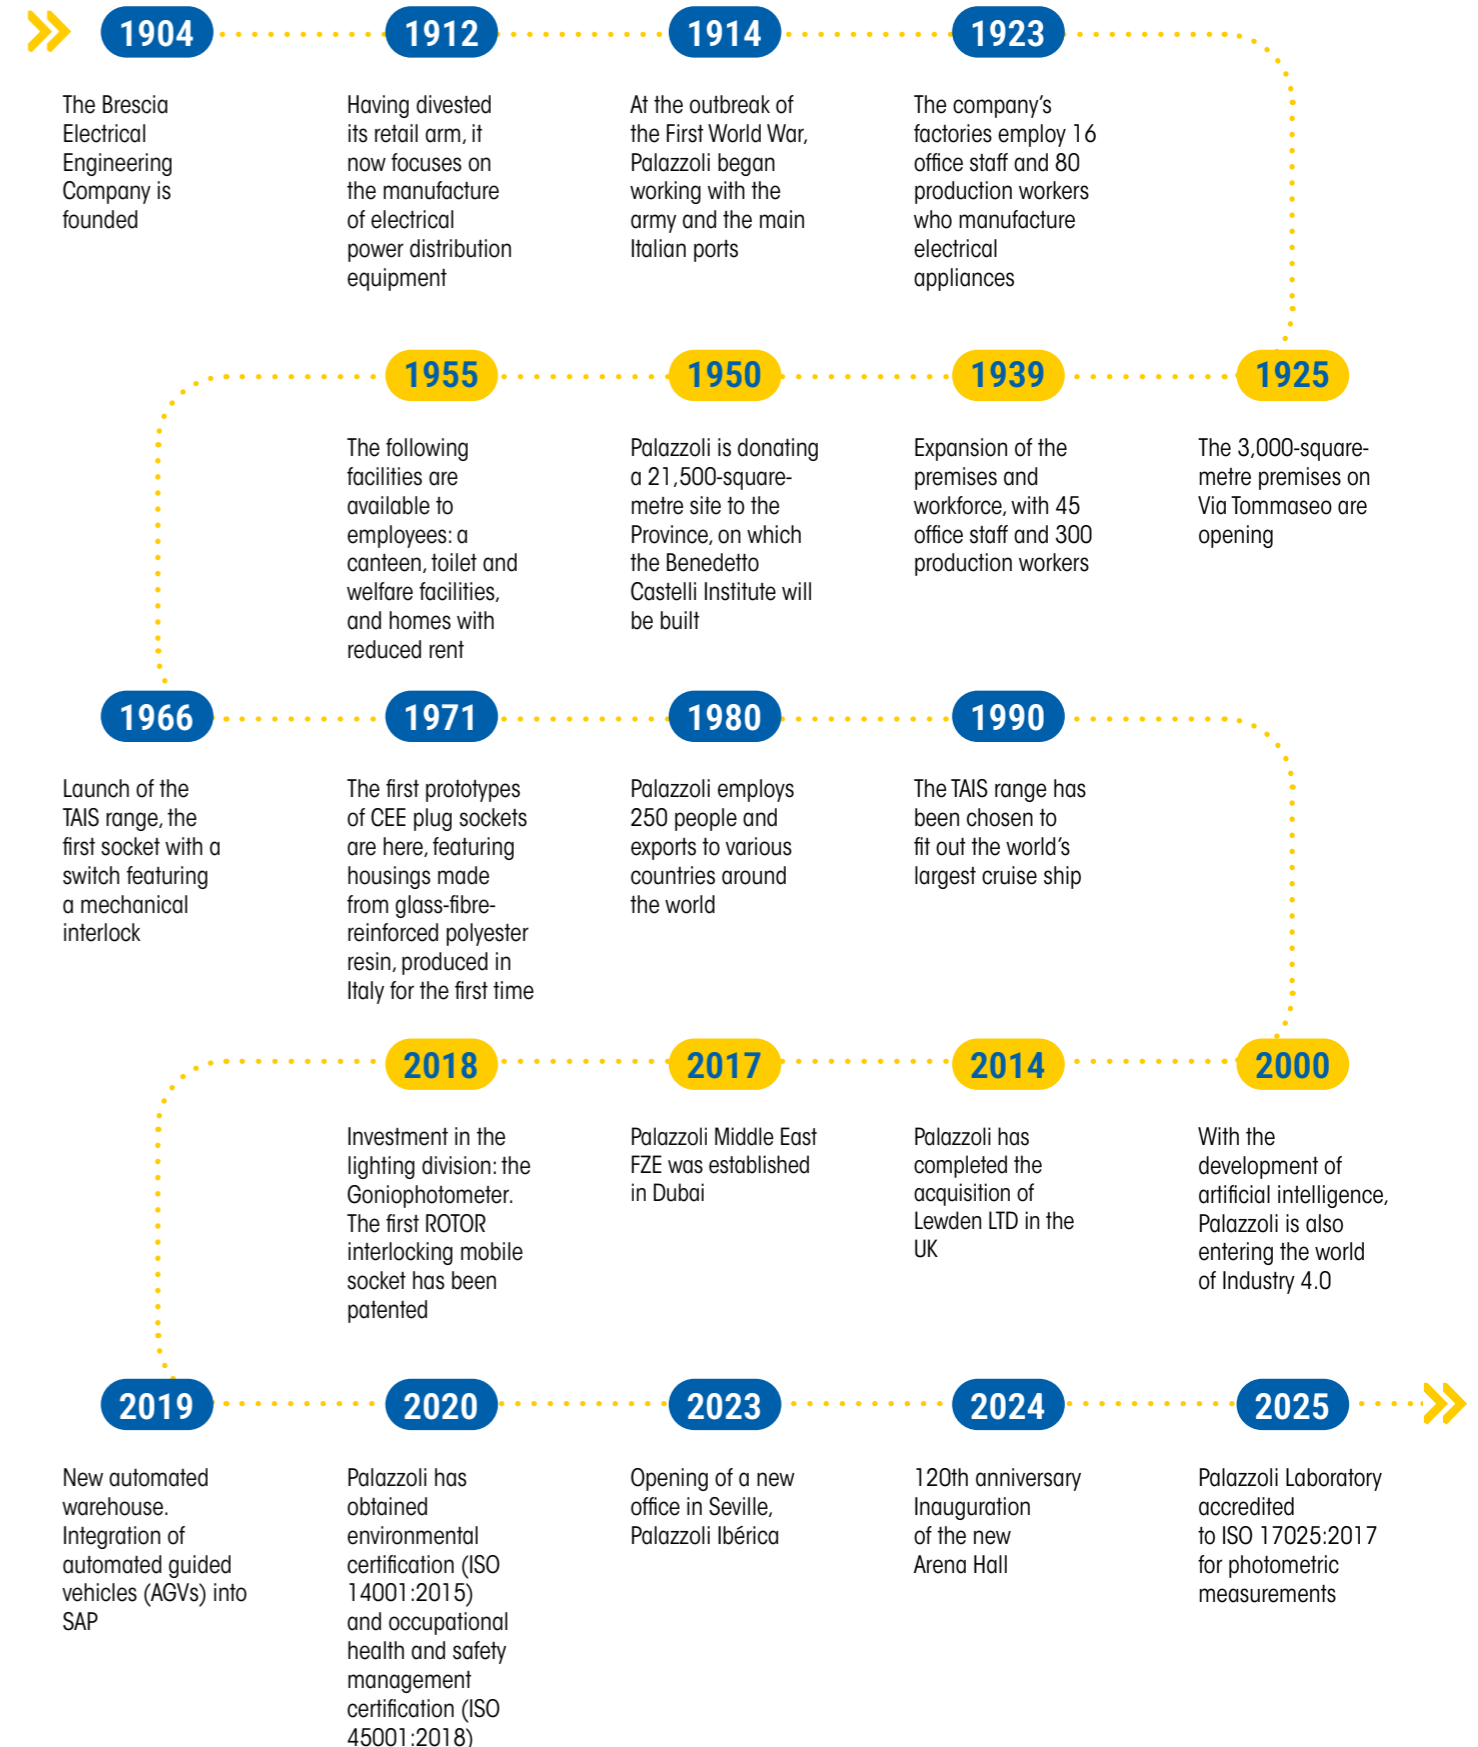 1904
The Brescia
Electrical
Engineering
Company is
founded
1912
Having divested
its retail arm, it
now focuses on
the manufacture
of electrical
power distribution
equipment
1914
At the outbreak of
the First World War,
Palazzoli began
working with the
army and the main
Italian ports
1923
The company's
factories employ 16
office staff and 80
production workers
who manufacture
electrical
appliances
1925
The 3,000-square-
metre premises on
Via Tommaseo are
opening
1939
Expansion of the
premises and
workforce, with 45
office staff and 300
production workers
1950
Palazzoli is donating
a 21,500-square-
metre site to the
Province, on which
the Benedetto
Castelli Institute will
be built
1955
The following
facilities are
available to
employees: a
canteen, toilet and
welfare facilities,
and homes with
reduced rent
1966
Launch of the
TAIS range, the
first socket with a
switch featuring
a mechanical
interlock
1971
The first prototypes
of CEE plug sockets
are here, featuring
housings made
from glass-fibre-
reinforced polyester
resin, produced in
Italy for the first time
1980
Palazzoli employs
250 people and
exports to various
countries around
the world
1990
The TAIS range has
been chosen to
fit out the world's
largest cruise ship
2000
With the
development of
artificial intelligence,
Palazzoli is also
entering the world
of Industry 4.0
2014
Palazzoli has
completed the
acquisition of
Lewden LTD in the
UK
2017
Palazzoli Middle East
FZE was established
in Dubai
2018
Investment in the
lighting division: the
Goniophotometer.
The first ROTOR
interlocking mobile
socket has been
patented
2019
New automated
warehouse.
Integration of
automated guided
vehicles (AGVs) into
SAP
2020
Palazzoli has
obtained
environmental
certification (ISO
14001:2015)
and occupational
health and safety
management
certification (ISO
45001:2018)
2023
Opening of a new
office in Seville,
Palazzoli Ibérica
2024
120th anniversary
Inauguration
of the new
Arena Hall
2025
Palazzoli Laboratory
accredited
to ISO 17025:2017
for photometric
measurements